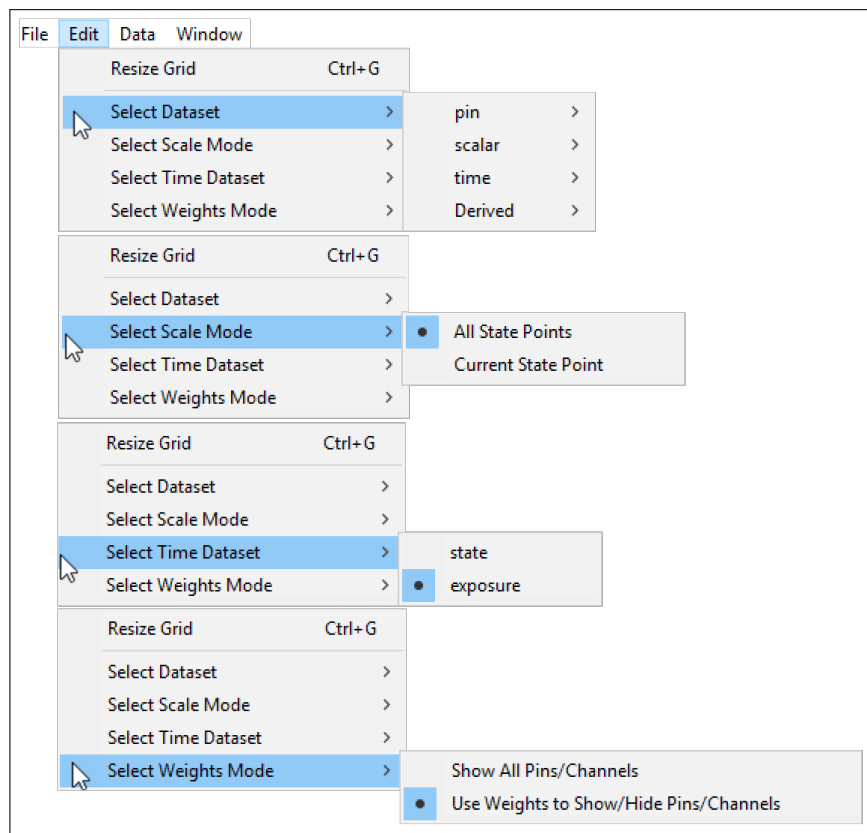 File Edit Data Window
Resize Grid Ctrl+G
Select Dataset > pin >
Select Scale Mode > scalar >
Select Time Dataset > time >
Select Weights Mode > Derived >
Resize Grid Ctrl+G
Select Dataset >
Select Scale Mode > All State Points
Select Time Dataset > Current State Point
Select Weights Mode >
Resize Grid Ctrl+G
Select Dataset >
Select Scale Mode >
Select Time Dataset > state
Select Weights Mode > exposure
Resize Grid Ctrl+G
Select Dataset >
Select Scale Mode >
Select Time Dataset >
Select Weights Mode > Show All Pins/Channels
Use Weights to Show/Hide Pins/Channels